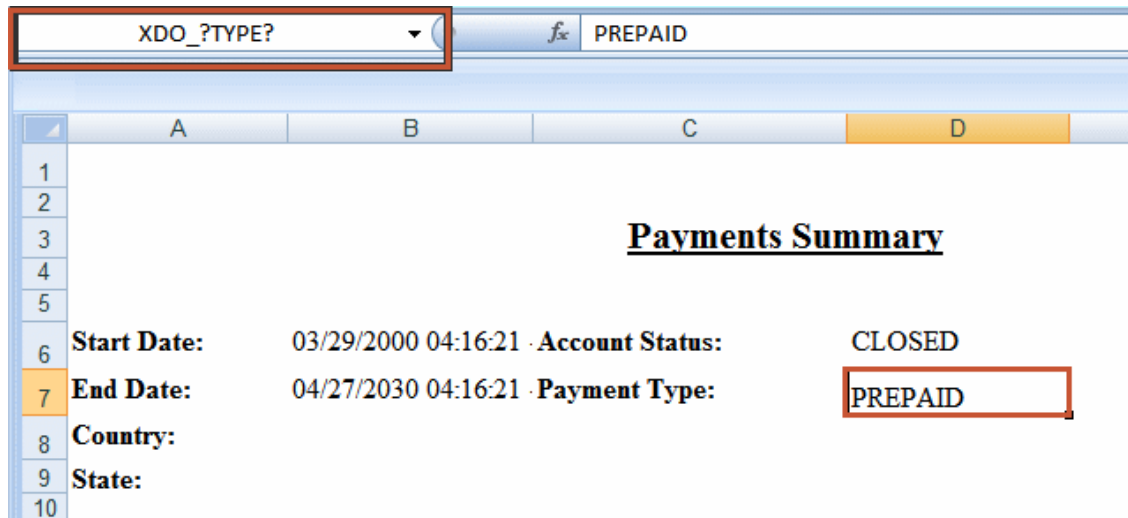 XDO_?TYPE? fx PREPAID
A B C D
1
2
3 Payments Summary
4
5
6 Start Date: 03/29/2000 04:16:21 - Account Status: CLOSED
7 End Date: 04/27/2030 04:16:21 - Payment Type: PREPAID
8 Country:
9 State:
10